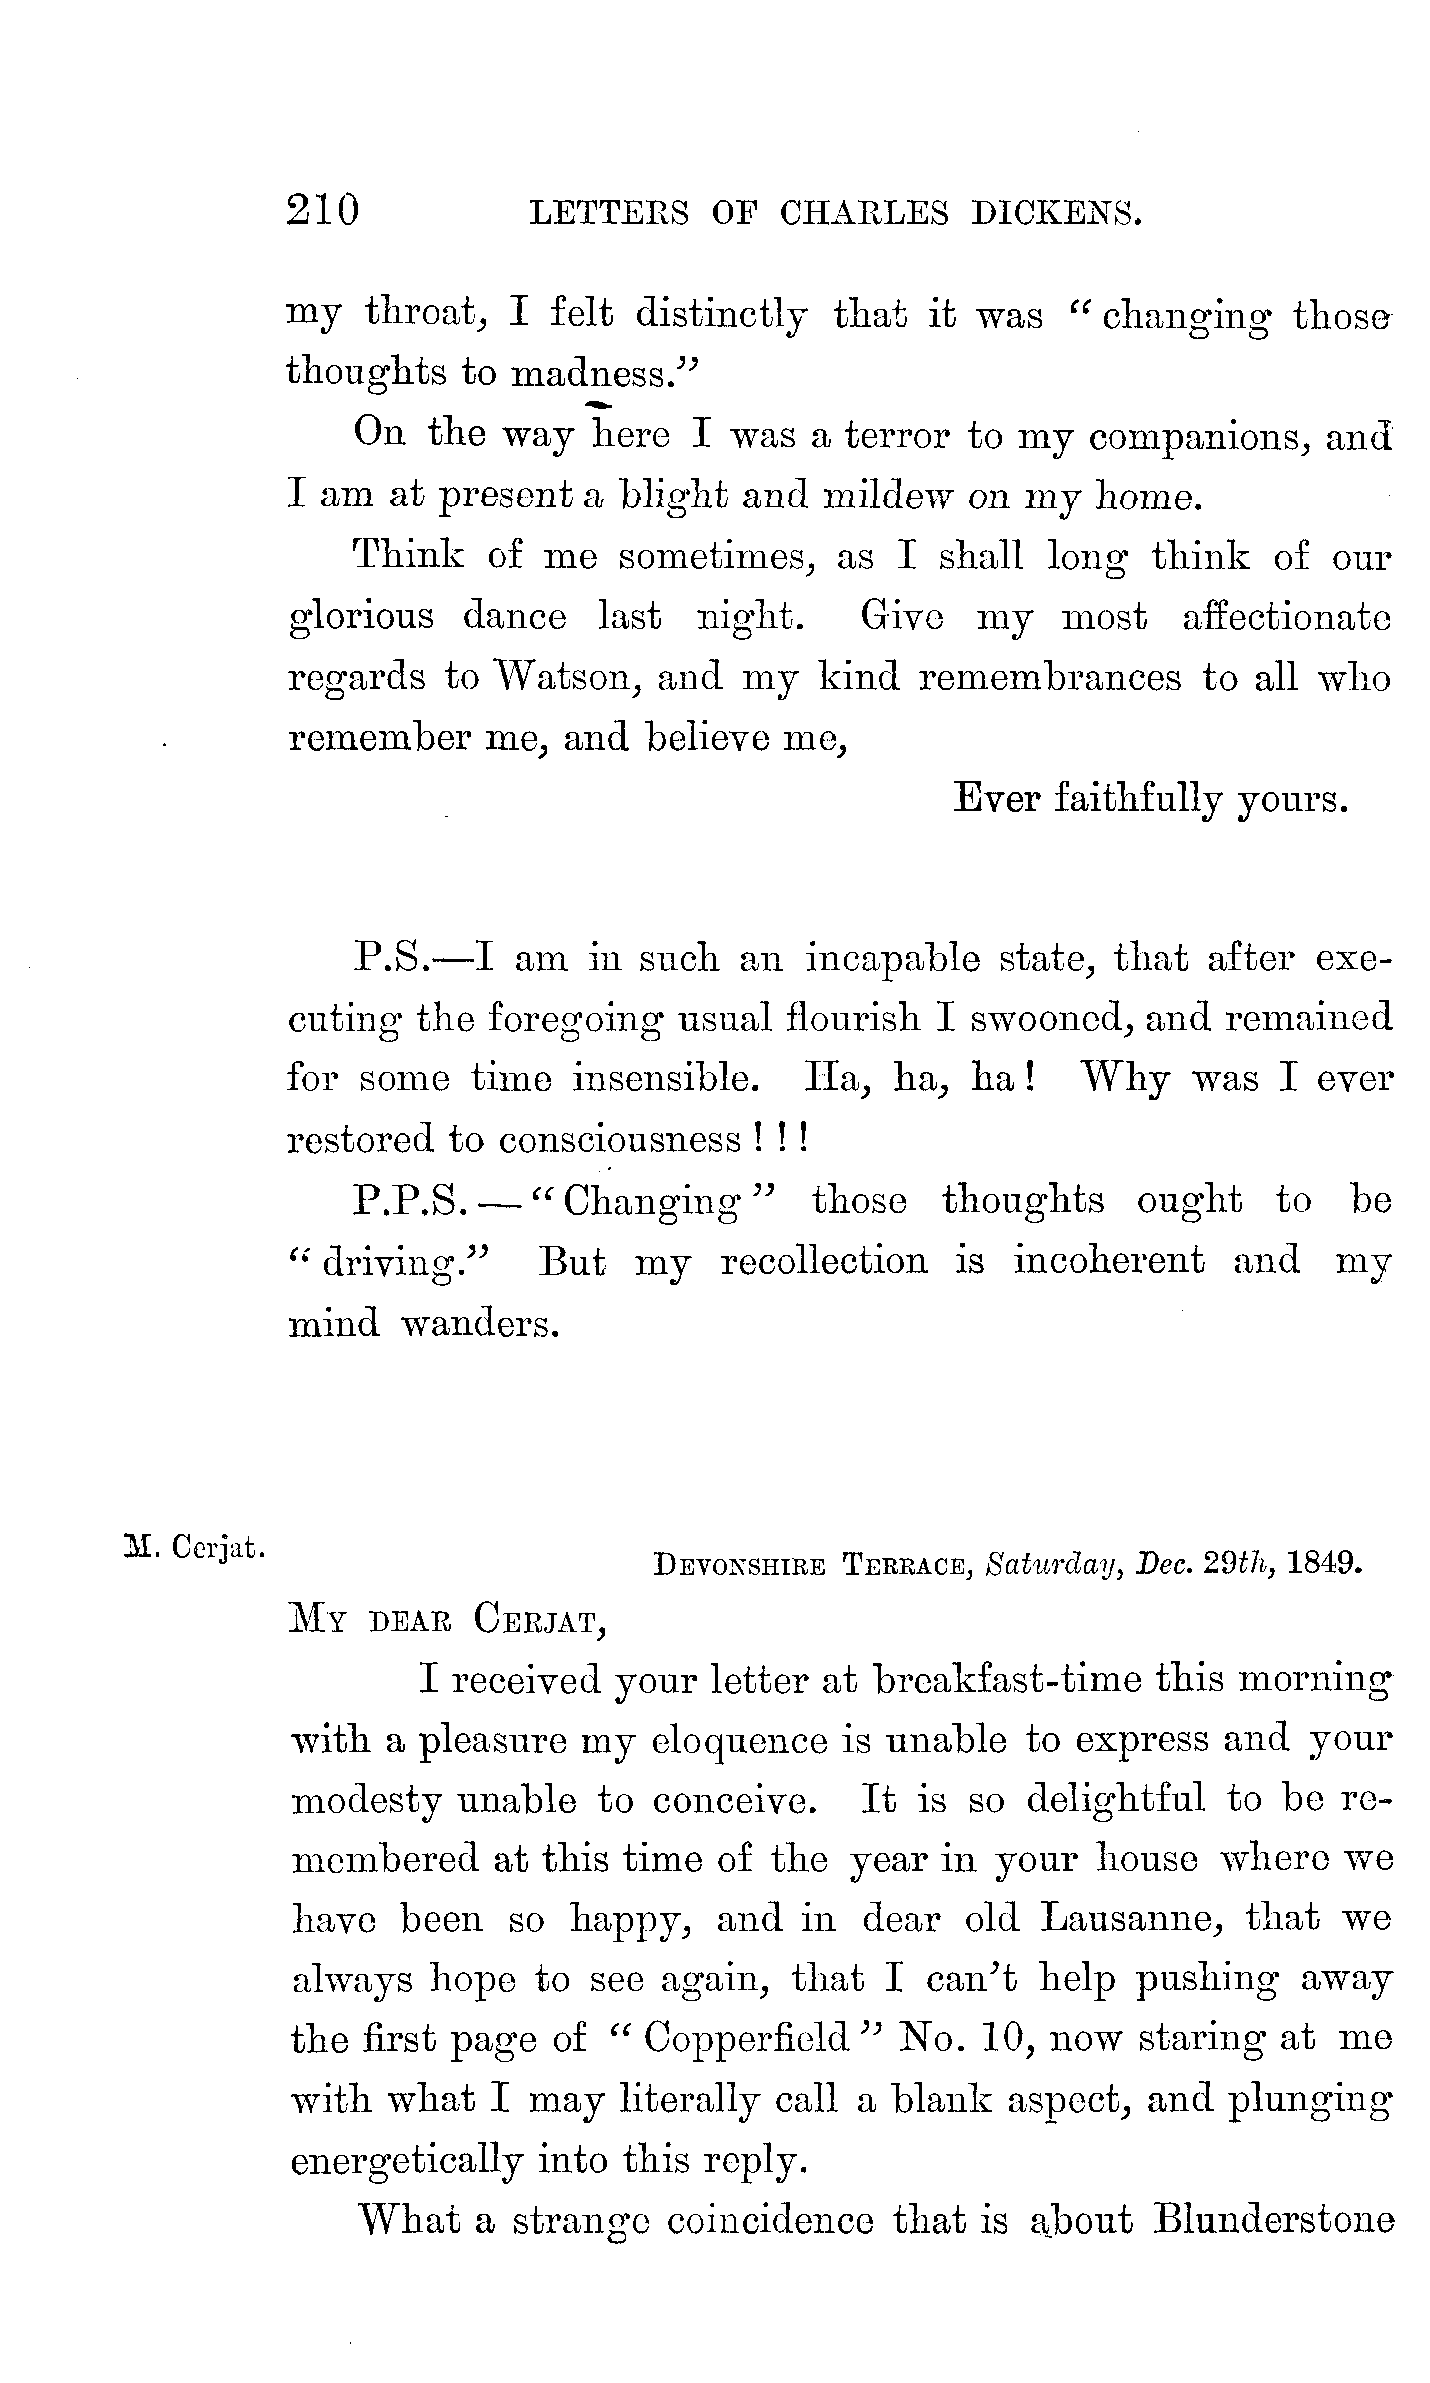 210 LETTERS OF CHARLES DICKENS.
my throat, I felt distinctly that it was “ changing those
thoughts to madness.”
On the way here I was a terror to my companions, and
I am at present a blight and mildew on my home.
Think of me sometimes, as I shall long think of our
glorious dance last night. Give my most affectionate
regards to Watson, and my kind remembrances to all who
remember me, and believe me,
Ever faithfully yours.
P.S.—I am in such an incapable state, that after exe-
cuting the foregoing usual flourish I swooned, and remained
for some time insensible. Ha, ha, ha ! Why was I ever
restored to consciousness ! ! !
P.P.S. — “ Changing ” those thoughts ought to be
“ driving.” But my recollection is incoherent and my
mind wanders.
M. Cerjat.
DEVONSHIRE TERRACE, Saturday, Dec. 29th, 1849.
MY DEAR CERJAT,
I received your letter at breakfast-time this morning
with a pleasure my eloquence is unable to express and your
modesty unable to conceive. It is so delightful to be re-
membered at this time of the year in your house where we
have been so happy, and in dear old Lausanne, that we
always hope to see again, that I can’t help pushing away
the first page of “ Copperfield ” No. 10, now staring at me
with what I may literally call a blank aspect, and plunging
energetically into this reply.
What a strange coincidence that is about Blunderstone